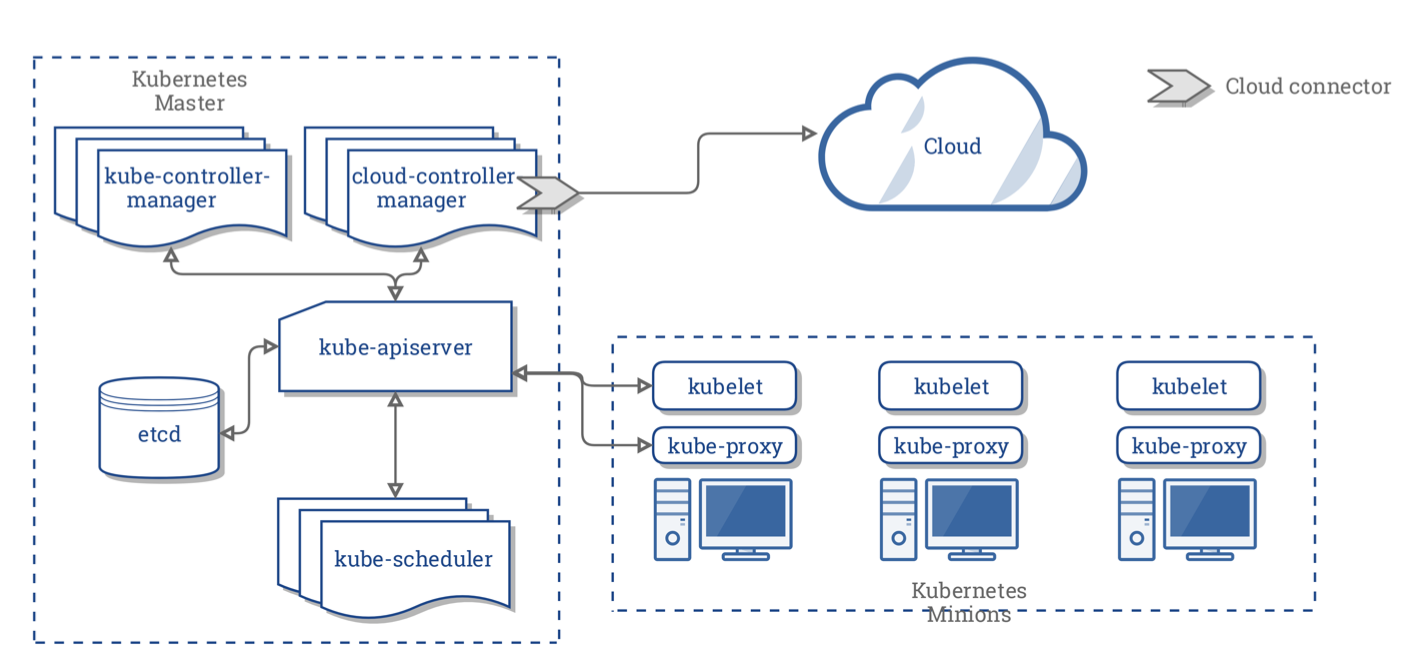 Kubernetes
Master
kube-controller-
manager
cloud-controller
manager
Cloud
Cloud connector
kube-apiserver
etcd
kube-scheduler
kubelet
kubelet
kubelet
kube-proxy
kube-proxy
kube-proxy
Kubernetes
Minions